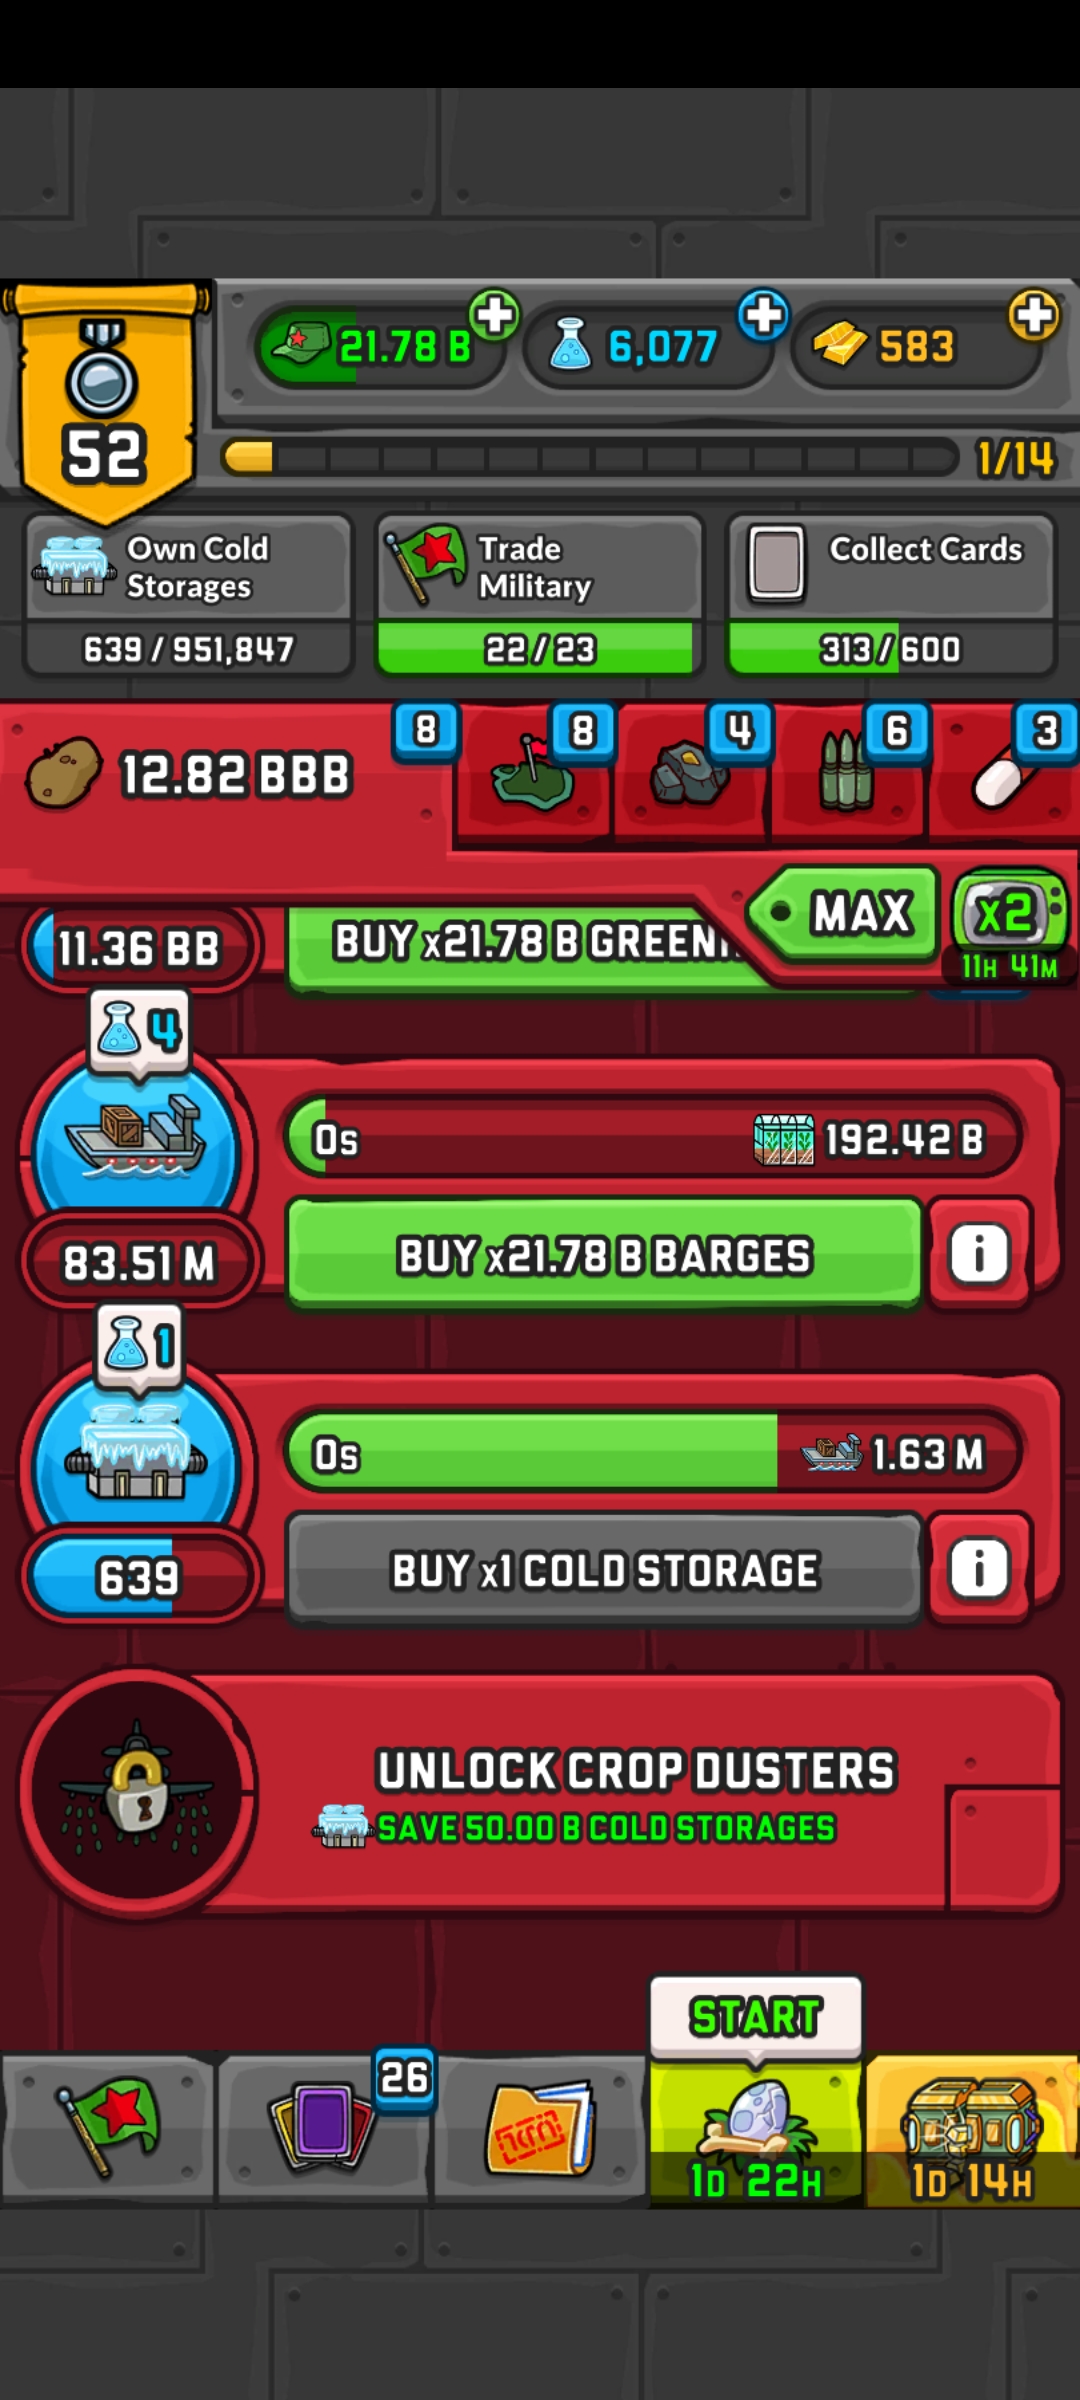 21.78 B
6,077
583
52
1/14
Own Cold
Storages
639 / 951,847
Trade
Military
22 / 23
Collect Cards
313 / 600
12.82 BBB
8
8
4
6
3
MAX
x2
11H 41M
11.36 BB
BUY x21.78 B
4
0s
192.42 B
83.51 M
BUY x21.78 B BARGES
i
1
0s
1.63 M
639
BUY x1 COLD STORAGE
i
UNLOCK CROP DUSTERS
SAVE 50.00 B COLD STORAGES
START
26
1D 22H
1D 14H